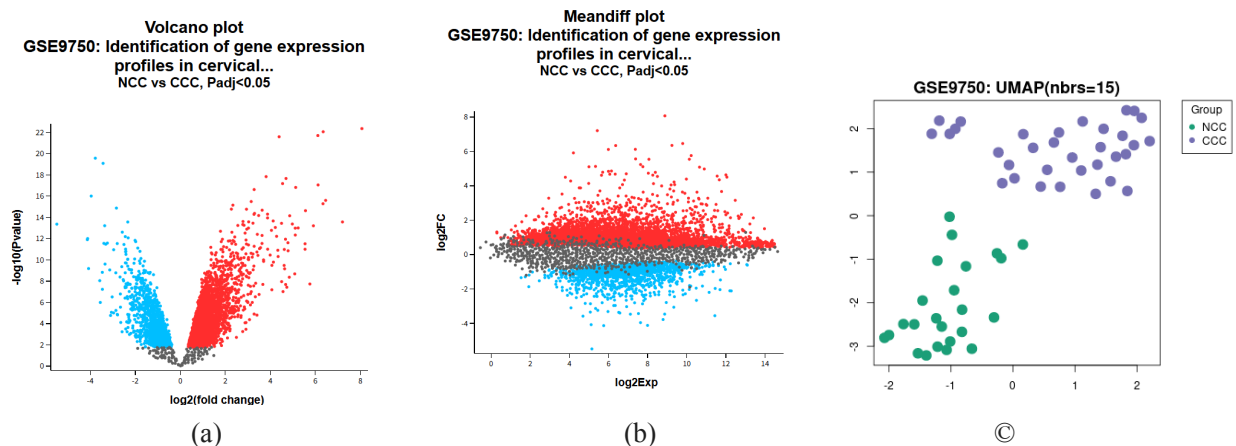 Volcano plot
GSE9750: Identification of gene expression
profiles in cervical...
NCC vs CCC, Padj<0.05
-log10(Pvalue)
22
20
18
16
14
12
10
8
6
4
2
0
-4
-2
0
2
4
6
8
log2(fold change)
(a)
Meandiff plot
GSE9750: Identification of gene expression
profiles in cervical...
NCC vs CCC, Padj<0.05
log2FC
8
6
4
2
0
-2
-4
0
2
4
6
8
10
12
14
log2Exp
(b)
GSE9750: UMAP(nbrs=15)
2
1
0
-1
-2
-3
-2
-1
0
1
2
Group
NCC
CCC
©